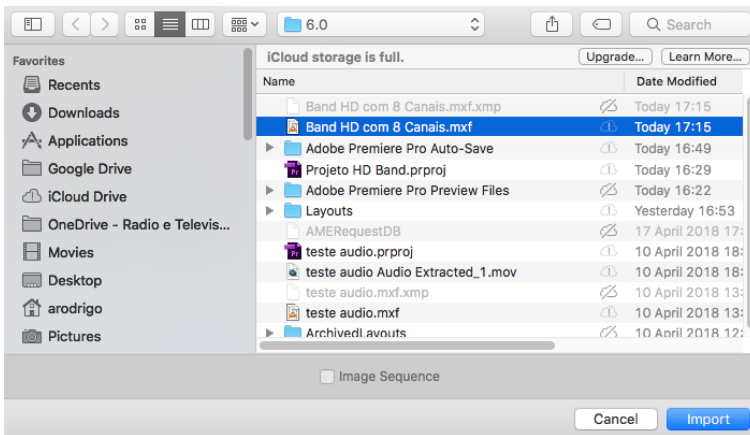 6.0
Search
Favorites
iCloud storage is full.
Upgrade...
Learn More...
Name
Date Modified
Recents
Downloads
Applications
Google Drive
iCloud Drive
OneDrive - Radio e Televis...
Movies
Desktop
arodrigo
Pictures
Band HD com 8 Canais.mxf.xmp Today 17:15
Band HD com 8 Canais.mxf Today 17:15
Adobe Premiere Pro Auto-Save Today 16:49
Projeto HD Band.prproj Today 16:29
Adobe Premiere Pro Preview Files Today 16:22
Layouts Yesterday 16:53
AMERequestDB 17 April 2018 17:
teste audio.prproj 10 April 2018 18:
teste audio Audio Extracted_1.mov 10 April 2018 18:
teste audio.mxf.xmp 10 April 2018 13:
teste audio.mxf 10 April 2018 13:
ArchivedLayouts 10 April 2018 12:
Image Sequence
Cancel
Import